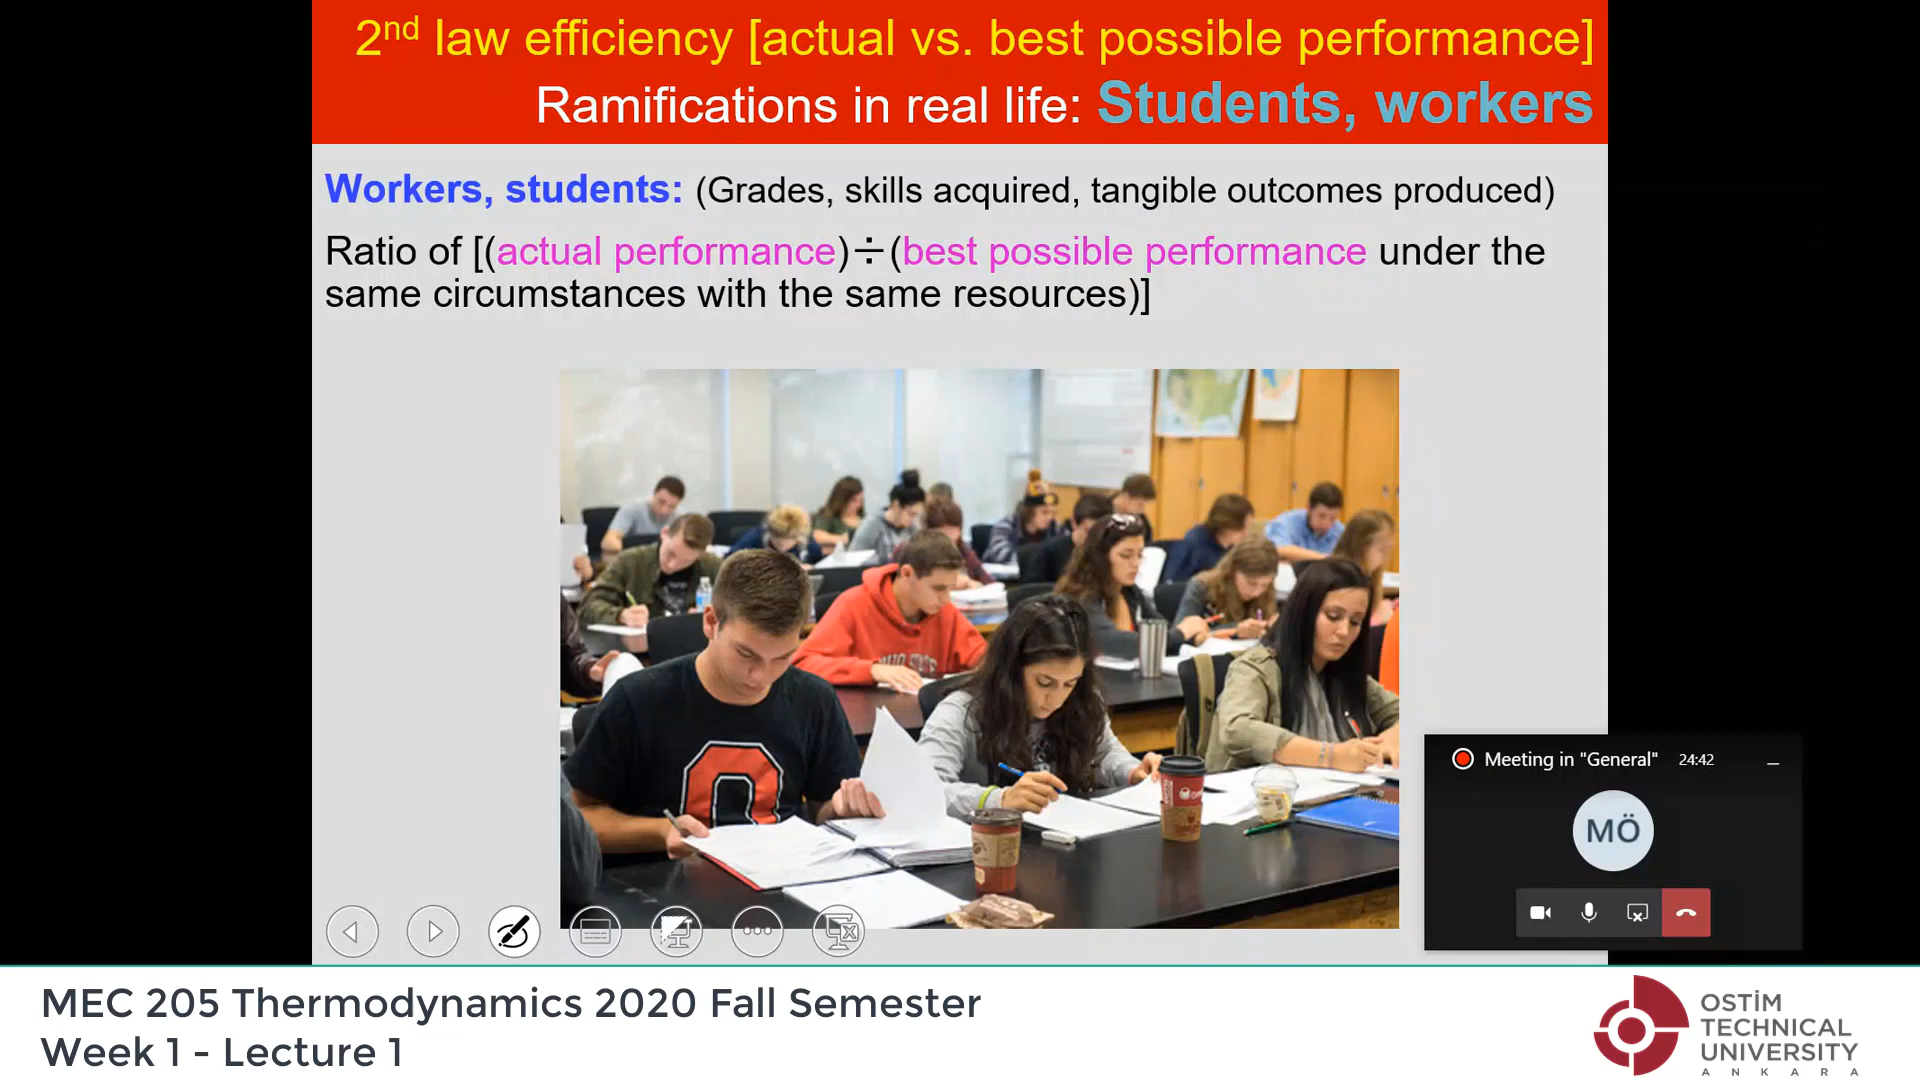 2nd law efficiency [actual vs. best possible performance]
Ramifications in real life: Students, workers
Workers, students: (Grades, skills acquired, tangible outcomes produced)
Ratio of [(actual performance)÷(best possible performance under the
same circumstances with the same resources)]
Meeting in "General" 24:42
MÖ
MEC 205 Thermodynamics 2020 Fall Semester
Week 1 - Lecture 1
OSTİM
TECHNICAL
UNIVERSITY
ANKARA